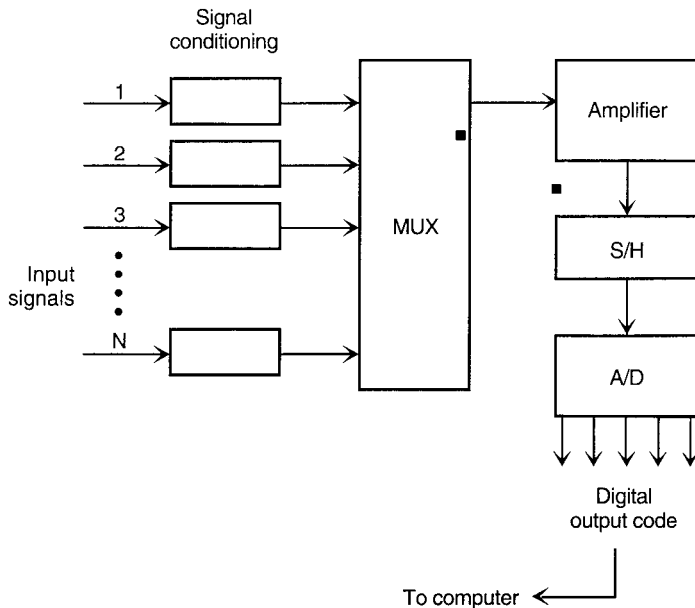 Signal
conditioning
1
2
3
N
Input
signals
MUX
Amplifier
S/H
A/D
Digital
output code
To computer